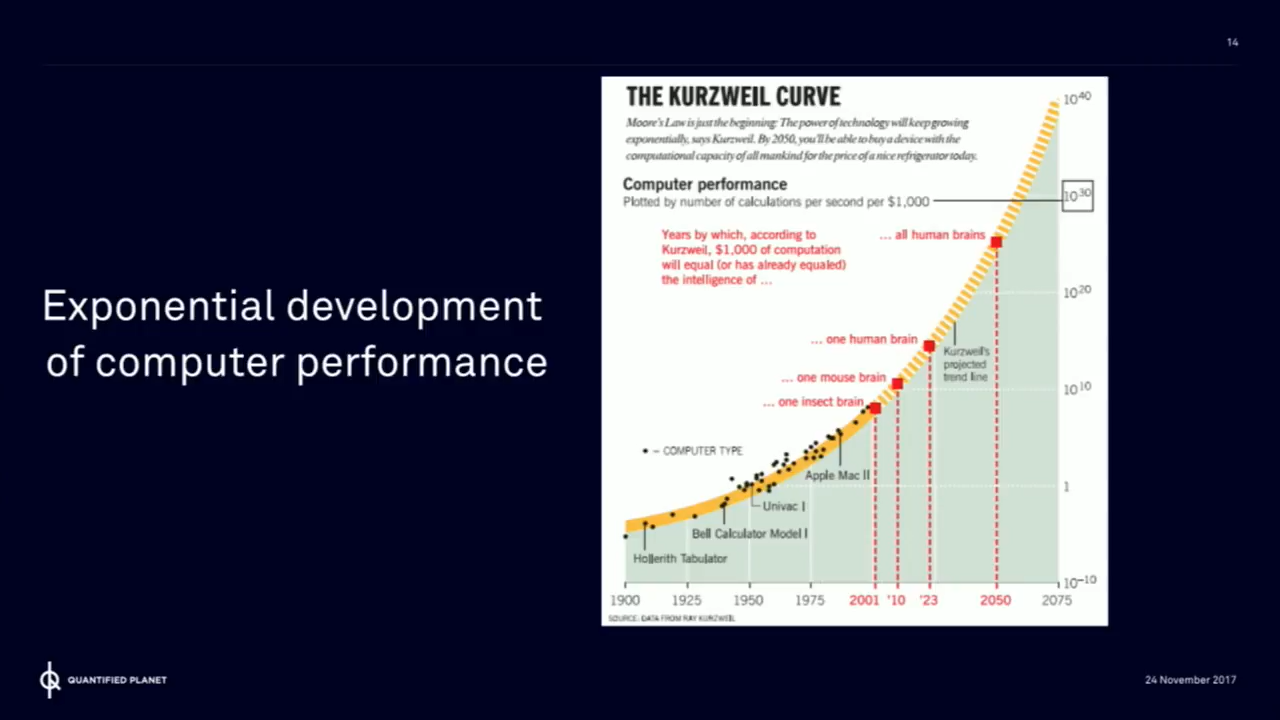 14
Exponential development
of computer performance
THE KURZWEIL CURVE
Moore's Law is just the beginning: The power of technology will keep growing
exponentially, says Kurzweil. By 2050, you'll be able to buy a device with the
computational capacity of all mankind for the price of a nice refrigerator today.
Computer performance
Plotted by number of calculations per second per $1,000
Years by which, according to
Kurzweil, $1,000 of computation
will equal (or has already equaled)
the intelligence of ...
... all human brains
... one human brain
... one mouse brain
... one insect brain
Kurzweil's
projected
trend line
• – COMPUTER TYPE
Apple Mac II
Univac I
Bell Calculator Model I
Hollerith Tabulator
10⁴⁰
10³⁰
10²⁰
10¹⁰
1
10⁻¹⁰
1900 1925 1950 1975 2001 '10 '23 2050 2075
SOURCE: DATA FROM RAY KURZWEIL
QUANTIFIED PLANET
24 November 2017